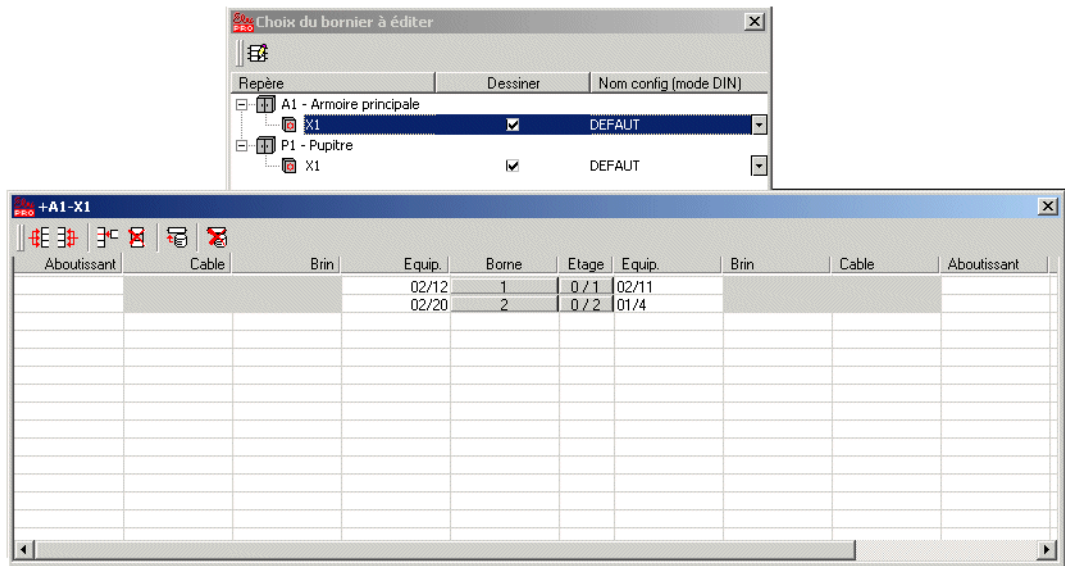 Choix du bornier à éditer
Repère Dessiner Nom config (mode DIN)
A1 - Armoire principale
X1 DEFAUT
P1 - Pupitre
X1 DEFAUT
PRO +A1-X1
Aboutissant Cable Brin Equip. Borne Etage Equip. Brin Cable Aboutissant
02/12 1 0 / 1 02/11
02/20 2 0 / 2 01/4